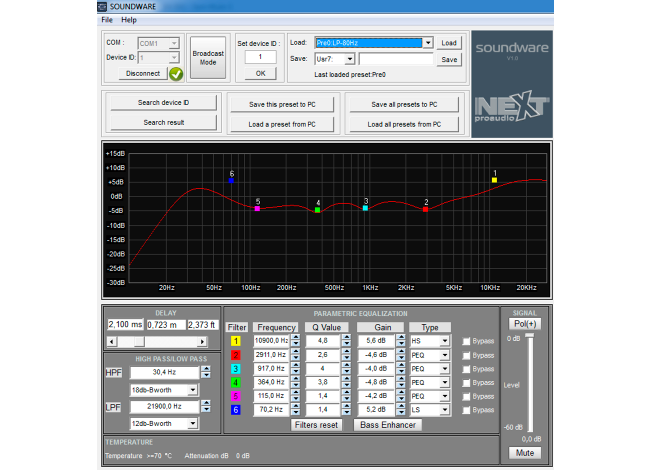 SOUNDWARE
File Help
COM : COM1
Device ID: 1
Disconnect
Broadcast
Mode
Set device ID :
1
OK
Load: Pre0:LP-80Hz Load
Save: Usr7: Save
Last loaded preset:Pre0
soundware
V1.0
NEXT
proaudio
Search device ID
Search result
Save this preset to PC
Load a preset from PC
Save all presets to PC
Load all presets from PC
+15dB
+10dB
+5dB
0dB
-5dB
-10dB
-15dB
-20dB
-25dB
-30dB
6 5 4 3 2 1
20Hz 50Hz 100Hz 200Hz 500Hz 1KHz 2KHz 5KHz 10KHz 20KHz
DELAY
2,100 ms 0,723 m 2,373 ft
HIGH PASS/LOW PASS
HPF 30,4 Hz
18db-Bworth
LPF 21900,0 Hz
12db-Bworth
PARAMETRIC EQUALIZATION
Filter Frequency Q Value Gain Type
1 10900,0 Hz 4,8 5,6 dB HS Bypass
2 2911,0 Hz 2,6 -4,6 dB PEQ Bypass
3 917,0 Hz 4 -4,0 dB PEQ Bypass
4 364,0 Hz 3,8 -4,8 dB PEQ Bypass
5 115,0 Hz 1,4 -4,2 dB PEQ Bypass
6 70,2 Hz 1,4 5,2 dB LS Bypass
Filters reset Bass Enhancer
SIGNAL
Pol(+)
0 dB
Level
-60 dB
0,0 dB
Mute
TEMPERATURE
Temperature >=70 °C Attenuation dB 0 dB